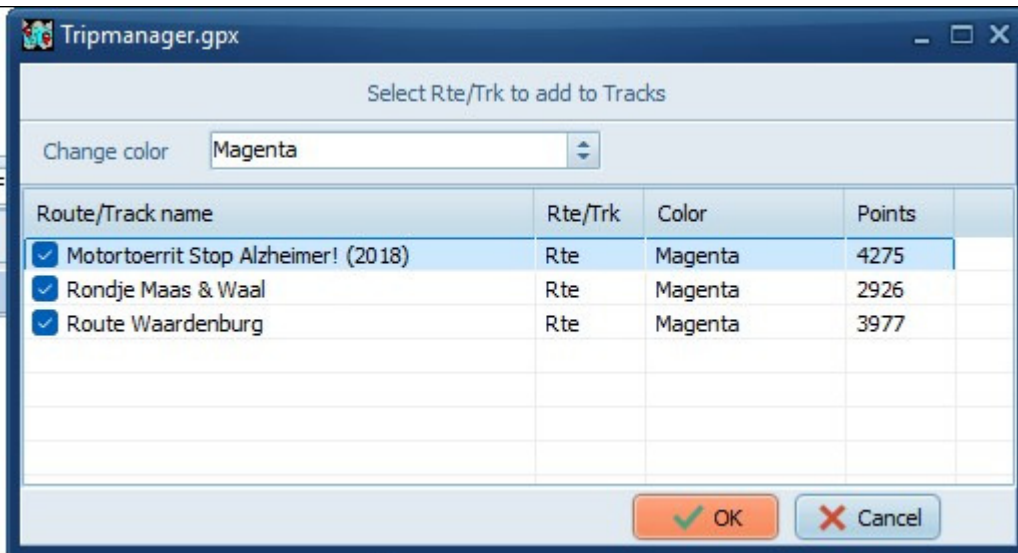 Tripmanager.gpx
Select Rte/Trk to add to Tracks
Change color Magenta
Route/Track name Rte/Trk Color Points
Motortoerrit Stop Alzheimer! (2018) Rte Magenta 4275
Rondje Maas & Waal Rte Magenta 2926
Route Waardenburg Rte Magenta 3977
OK Cancel